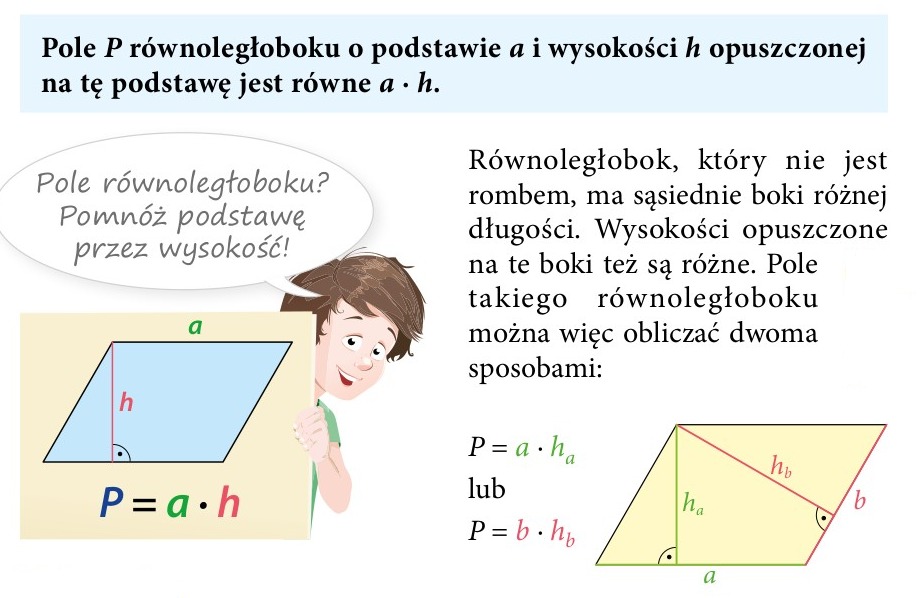 Pole P równoległoboku o podstawie a i wysokości h opuszczonej
na tę podstawę jest równe a · h.
Pole równoległoboku?
Pomnóż podstawę
przez wysokość!
a
h
P = a · h
Równoległobok, który nie jest
rombem, ma sąsiednie boki różnej
długości. Wysokości opuszczone
na te boki też są różne. Pole
takiego równoległoboku
można więc obliczać dwoma
sposobami:
P = a · hₐ
lub
P = b · h_b
h_b
hₐ
b
a